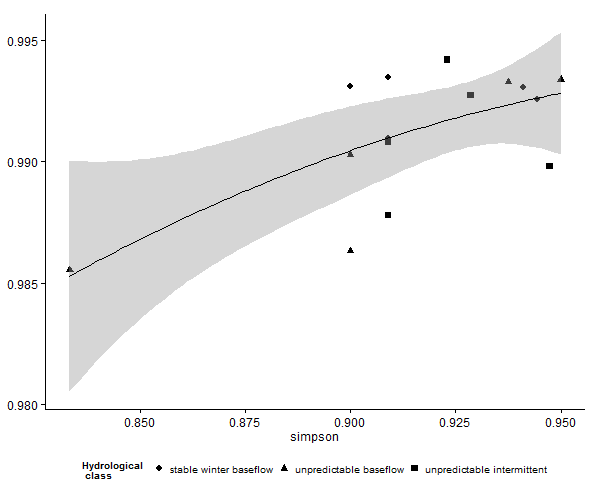 0.995
0.990
0.985
0.980
0.850 0.875 0.900 0.925 0.950
simpson
Hydrological
class
stable winter baseflow unpredictable baseflow unpredictable intermittent